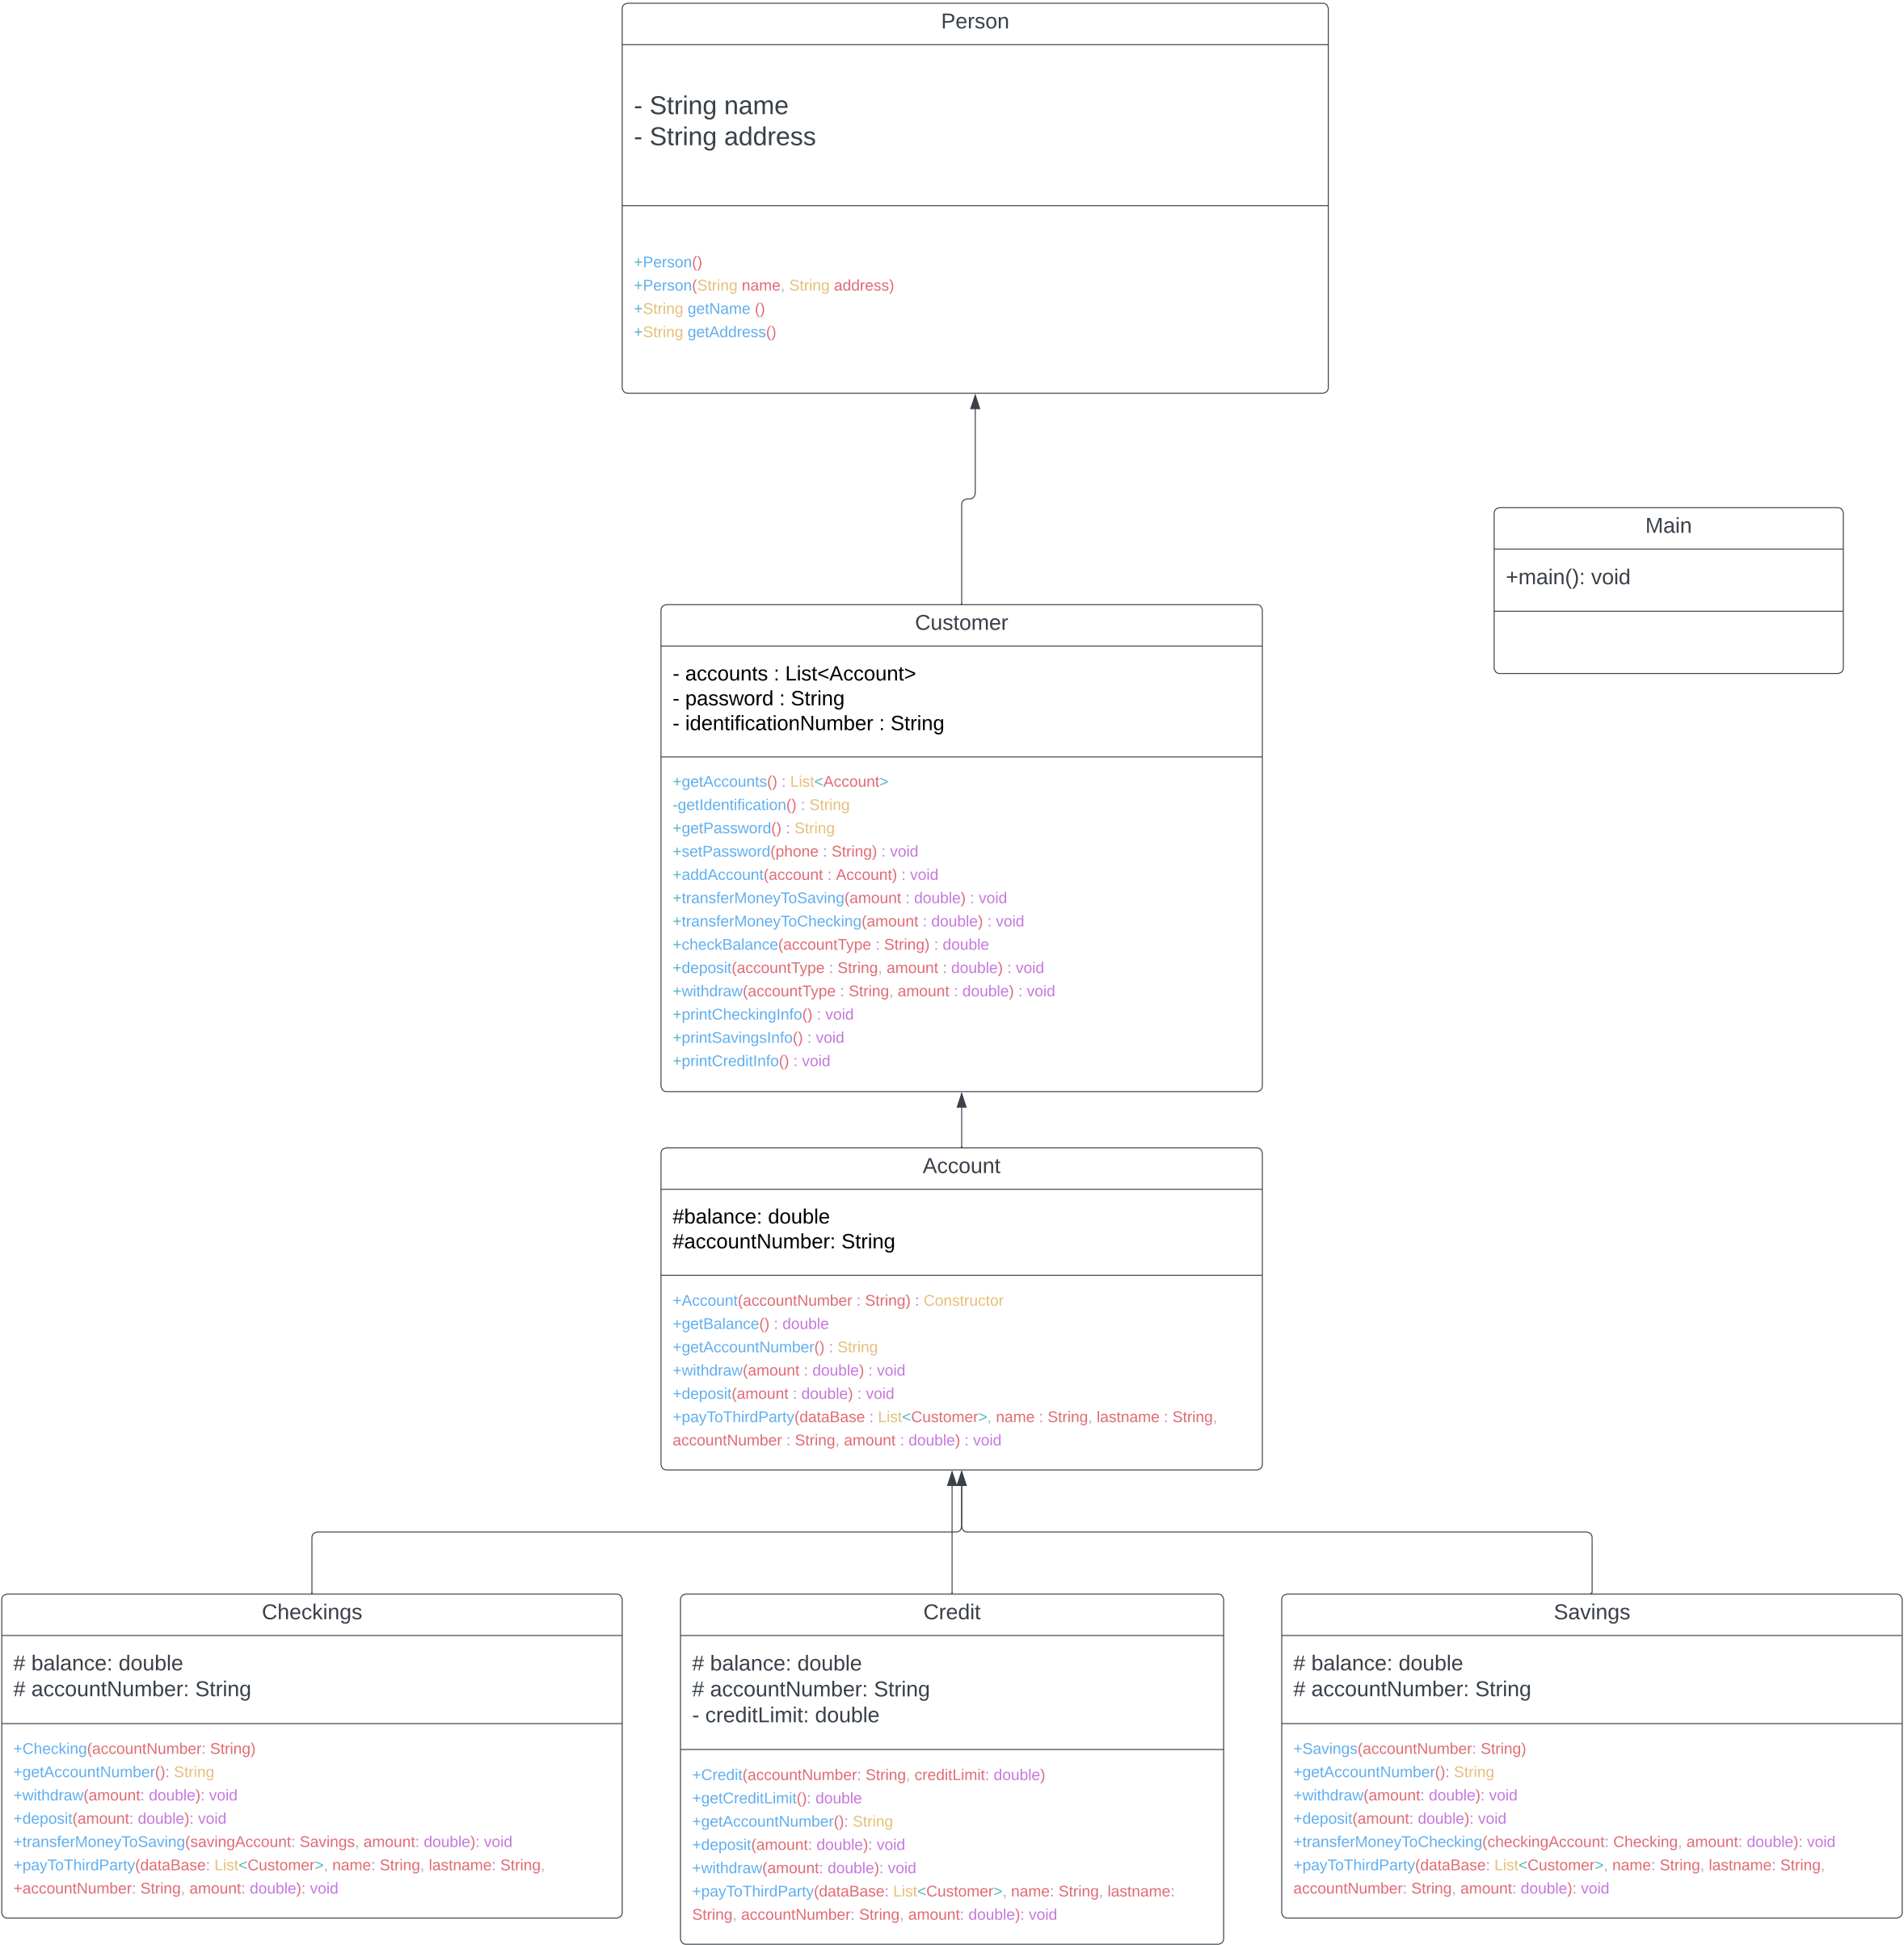 Person
- String name
- String address
+Person()
+Person(String name, String address)
+String getName ()
+String getAddress()
Main
+main(): void
Customer
- accounts : List<Account>
- password : String
- identificationNumber : String
+getAccounts() : List<Account>
-getIdentification() : String
+getPassword() : String
+setPassword(phone : String) : void
+addAccount(account : Account) : void
+transferMoneyToSaving(amount : double) : void
+transferMoneyToChecking(amount : double) : void
+checkBalance(accountType : String) : double
+deposit(accountType : String, amount : double) : void
+withdraw(accountType : String, amount : double) : void
+printCheckingInfo() : void
+printSavingsInfo() : void
+printCreditInfo() : void
Account
#balance: double
#accountNumber: String
+Account(accountNumber : String) : Constructor
+getBalance() : double
+getAccountNumber() : String
+withdraw(amount : double) : void
+deposit(amount : double) : void
+payToThirdParty(dataBase : List<Customer>, name : String, lastname : String,
accountNumber : String, amount : double) : void
Checkings
# balance: double
# accountNumber: String
+Checking(accountNumber: String)
+getAccountNumber(): String
+withdraw(amount: double): void
+deposit(amount: double): void
+transferMoneyToSaving(savingAccount: Savings, amount: double): void
+payToThirdParty(dataBase: List<Customer>, name: String, lastname: String,
+accountNumber: String, amount: double): void
Credit
# balance: double
# accountNumber: String
- creditLimit: double
+Credit(accountNumber: String, creditLimit: double)
+getCreditLimit(): double
+getAccountNumber(): String
+deposit(amount: double): void
+withdraw(amount: double): void
+payToThirdParty(dataBase: List<Customer>, name: String, lastname:
String, accountNumber: String, amount: double): void
Savings
# balance: double
# accountNumber: String
+Savings(accountNumber: String)
+getAccountNumber(): String
+withdraw(amount: double): void
+deposit(amount: double): void
+transferMoneyToChecking(checkingAccount: Checking, amount: double): void
+payToThirdParty(dataBase: List<Customer>, name: String, lastname: String,
accountNumber: String, amount: double): void